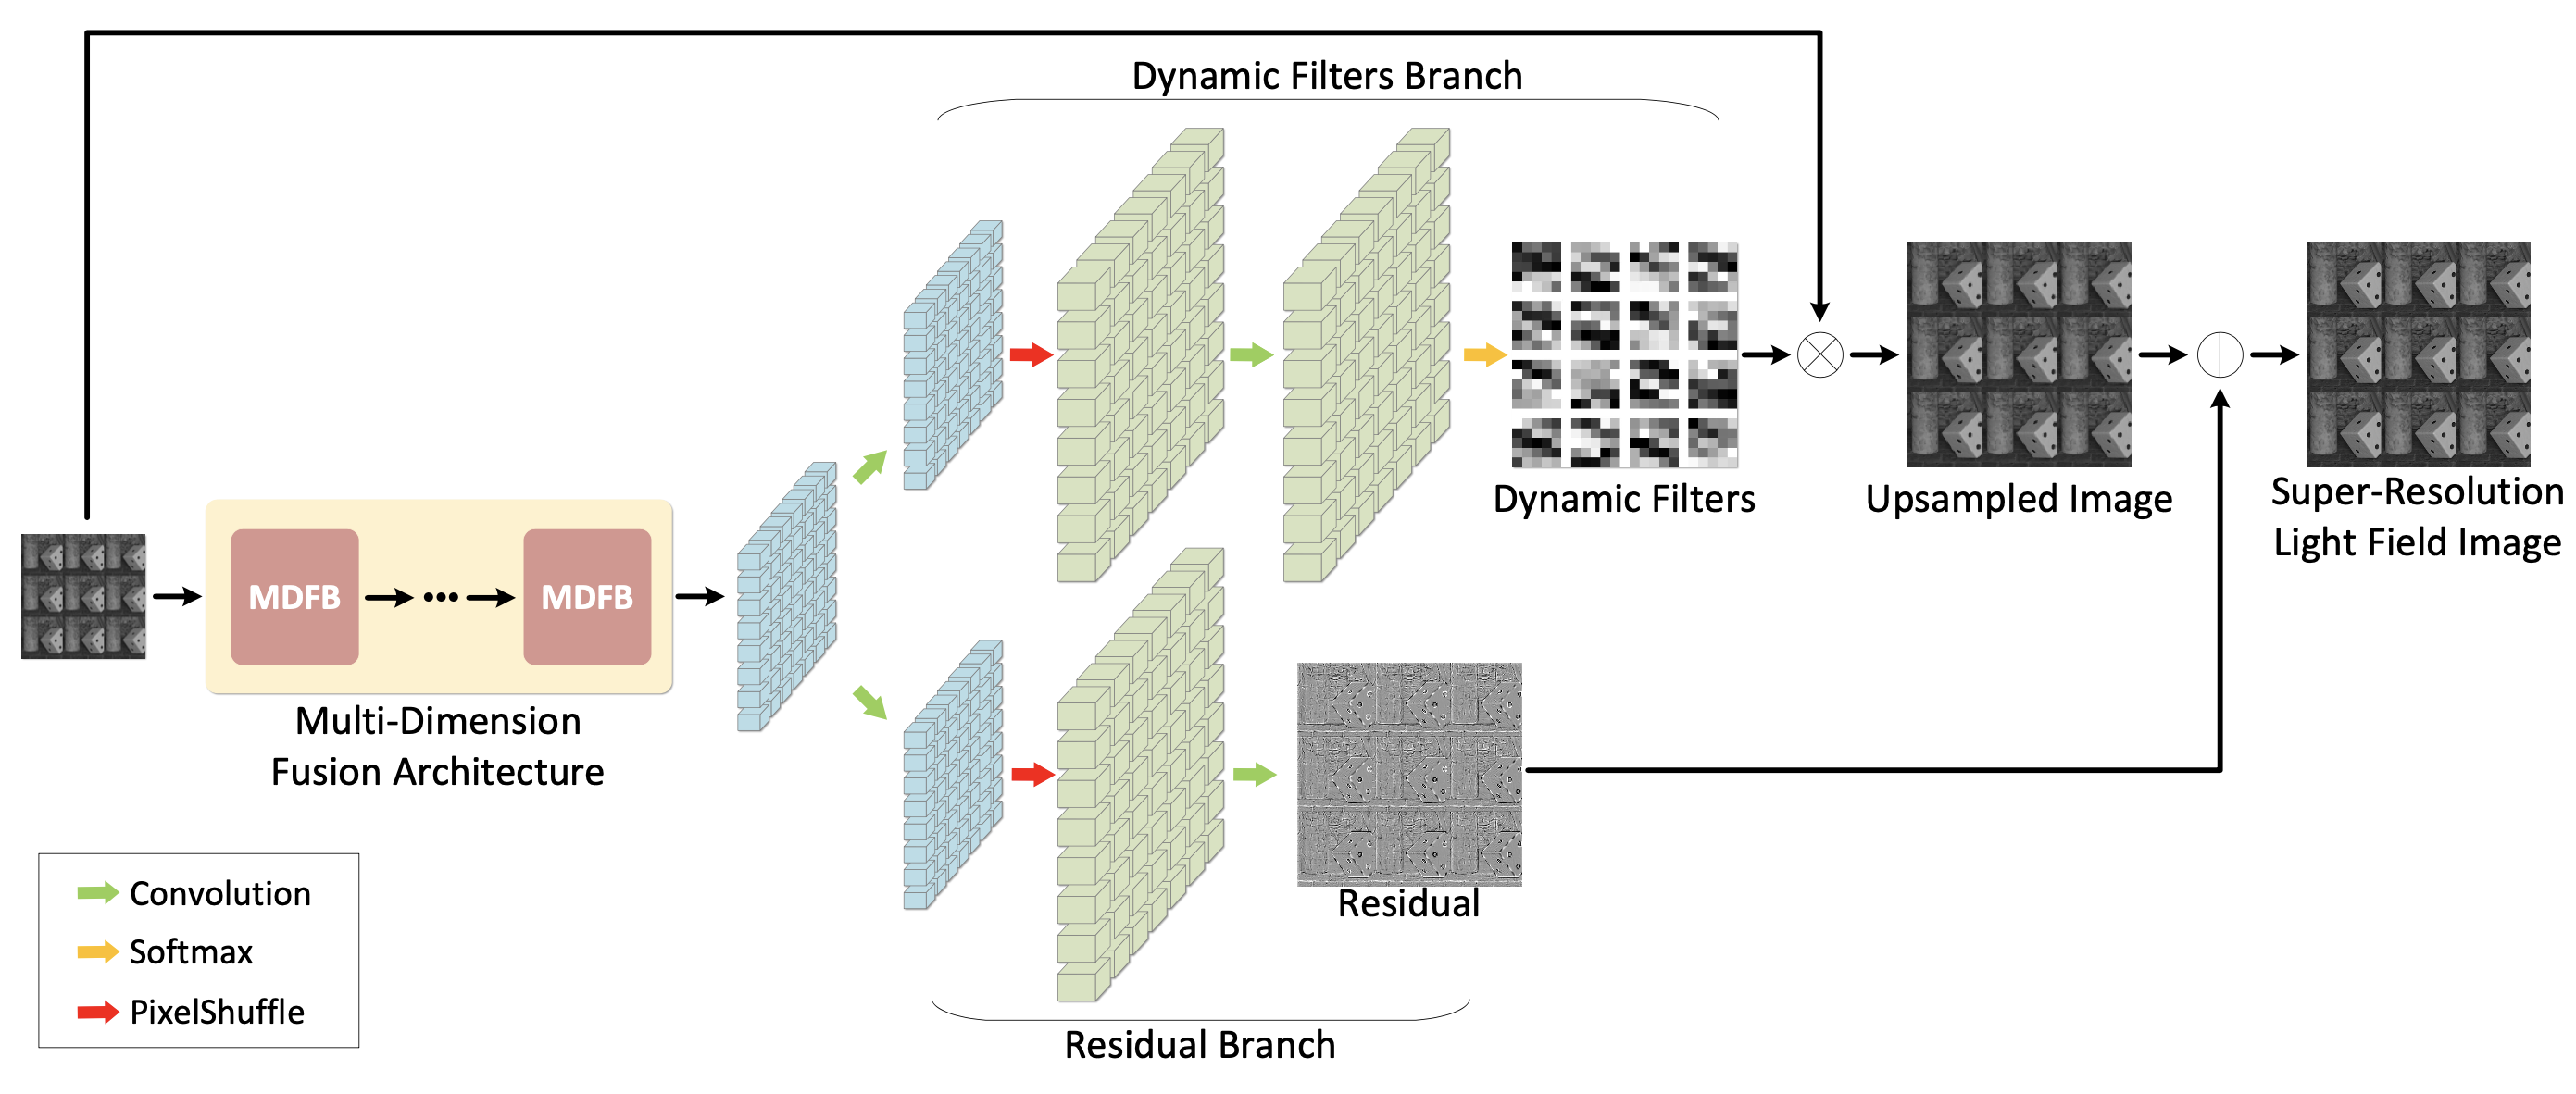 Dynamic Filters Branch
MDFB
MDFB
Multi-Dimension
Fusion Architecture
Dynamic Filters
Upsampled Image
Super-Resolution
Light Field Image
Residual
Residual Branch
Convolution
Softmax
PixelShuffle